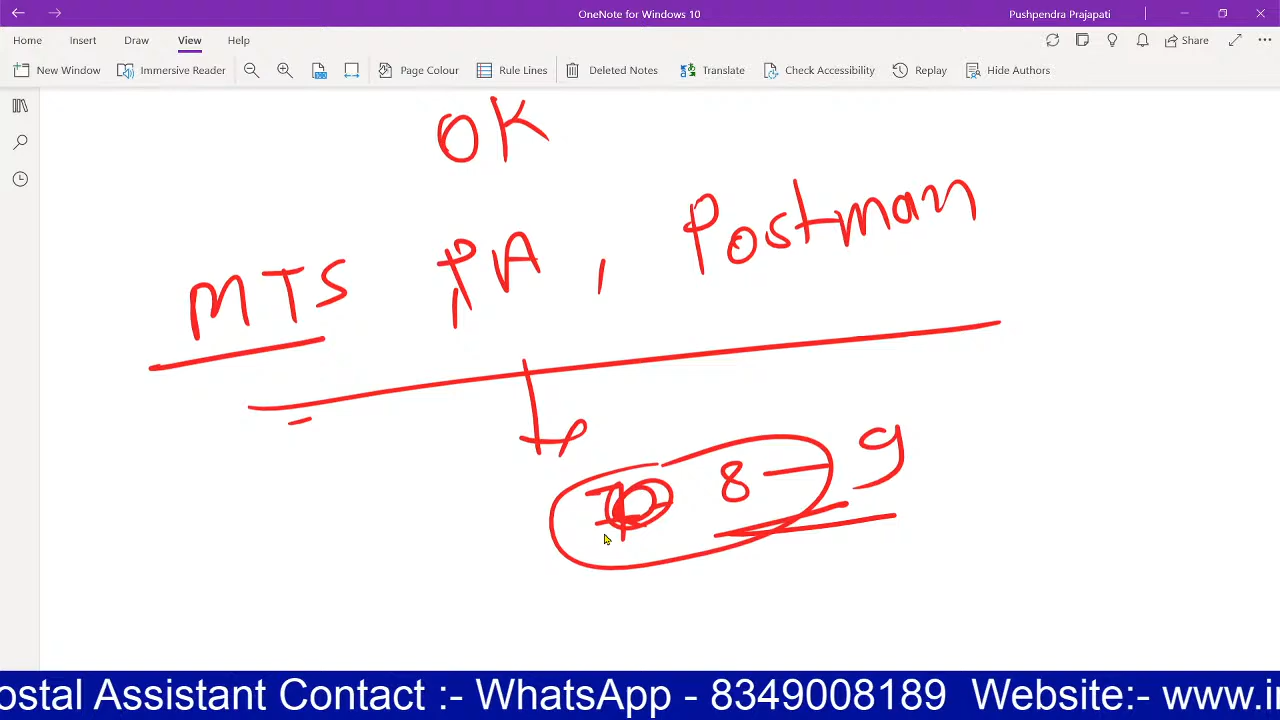 OneNote for Windows 10
Pushpendra Prajapati
Home Insert Draw View Help
Share
New Window Immersive Reader Page Colour Rule Lines Deleted Notes Translate Check Accessibility Replay Hide Authors
OK
MTS PA , Postman
8 — 9
ostal Assistant Contact :- WhatsApp - 8349008189 Website:- www.i